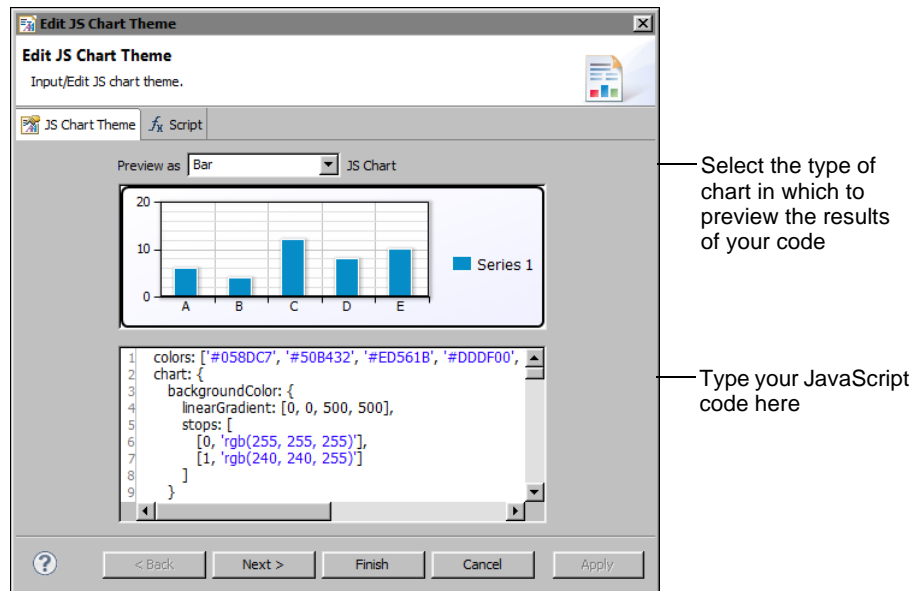 Edit JS Chart Theme
Edit JS Chart Theme
Input/Edit JS chart theme.
JS Chart Theme
fx Script
Preview as Bar JS Chart
20
10
0
A B C D E
Series 1
Select the type of
chart in which to
preview the results
of your code
1 colors: ['#058DC7', '#50B432', '#ED561B', '#DDDF00',
2 chart: {
3 backgroundColor: {
4 linearGradient: [0, 0, 500, 500],
5 stops: [
6 [0, 'rgb(255, 255, 255)'],
7 [1, 'rgb(240, 240, 255)']
8 ]
9 }
Type your JavaScript
code here
? < Back Next > Finish Cancel Apply